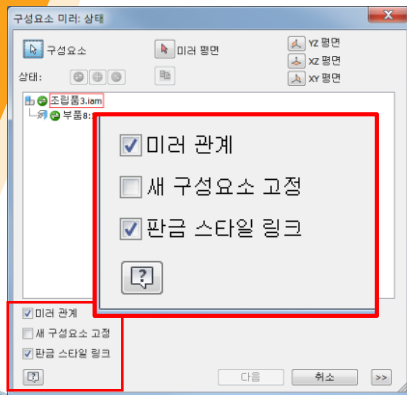 구성요소 미러: 상태
구성요소
미러 평면
YZ 평면
XZ 평면
XY 평면
상태:
조립품3.iam
부품8:
미러 관계
새 구성요소 고정
판금 스타일 링크
미러 관계
새 구성요소 고정
판금 스타일 링크
다음
취소
>>